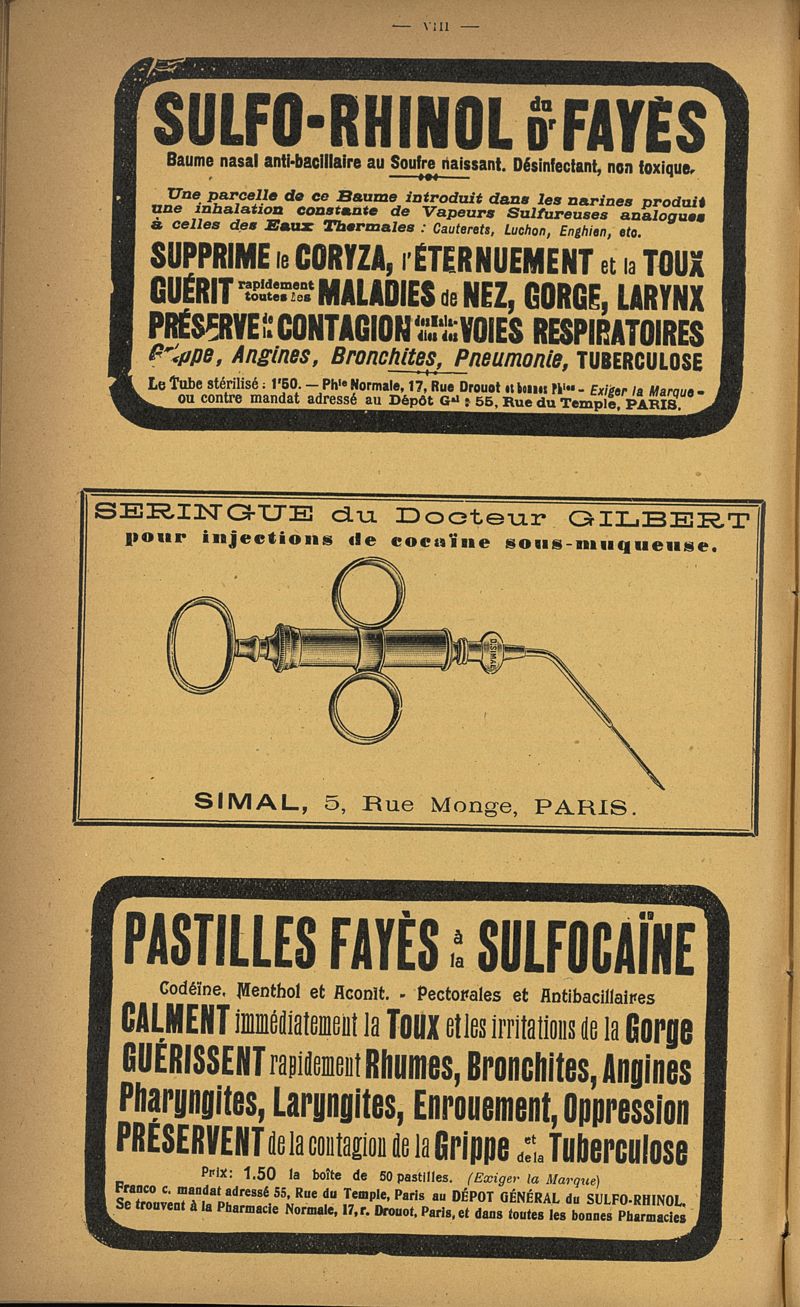 — VIII —
SULFO-RHINOL du Dr FAYÈS
Baume nasal anti-bacillaire au Soufre naissant. Désinfectant, non toxique.
Une parcelle de ce Baume introduit dans les narines produit
une inhalation constante de Vapeurs Sulfureuses analogues
à celles des Eaux Thermales : Cauterets, Luchon, Enghien, etc.
SUPPRIME le CORYZA, l'ÉTERNUEMENT et la TOUX
GUÉRIT rapidement toutes les MALADIES de NEZ, GORGE, LARYNX
PRÉSERVE de la CONTAGION VOIES RESPIRATOIRES
Grippe, Angines, Bronchites, Pneumonie, TUBERCULOSE
Le Tube stérilisé : 1'50. — Phie Normale, 17, Rue Drouot et bonnes Phies - Exiger la Marque -
ou contre mandat adressé au Dépôt Gal : 55, Rue du Temple, PARIS.
SERINGUE du Docteur GILBERT
pour injections de cocaïne sous-muqueuse.
D.SIMAL
SIMAL, 5, Rue Monge, PARIS.
PASTILLES FAYÈS à la SULFOCAÏNE
Codéïne, Menthol et Aconit. - Pectorales et Antibacillaires
CALMENT immédiatement la TOUX et les irritations de la Gorge
GUÉRISSENT rapidement Rhumes, Bronchites, Angines
Pharyngites, Laryngites, Enrouement, Oppression
PRÉSERVENT de la contagion de la Grippe et de la Tuberculose
Prix: 1.50 la boîte de 50 pastilles. (Exiger la Marque)
Franco c. mandat adressé 55, Rue du Temple, Paris au DÉPOT GÉNÉRAL du SULFO-RHINOL.
Se trouvent à la Pharmacie Normale, 17, r. Drouot, Paris, et dans toutes les bonnes Pharmacies